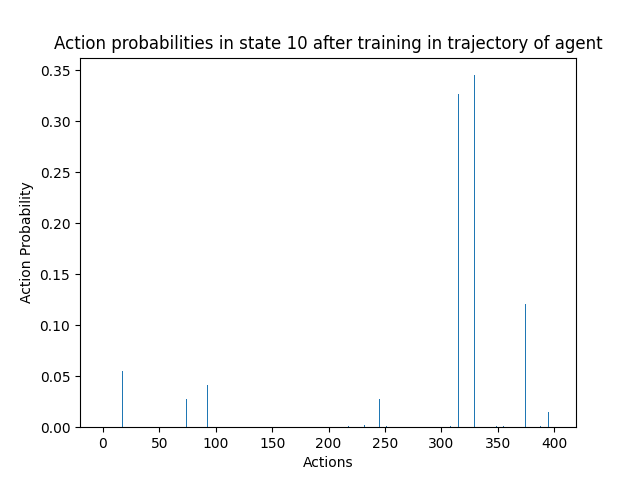 Action probabilities in state 10 after training in trajectory of agent
0.35
0.30
0.25
0.20
0.15
0.10
0.05
0.00
Action Probability
0 50 100 150 200 250 300 350 400
Actions